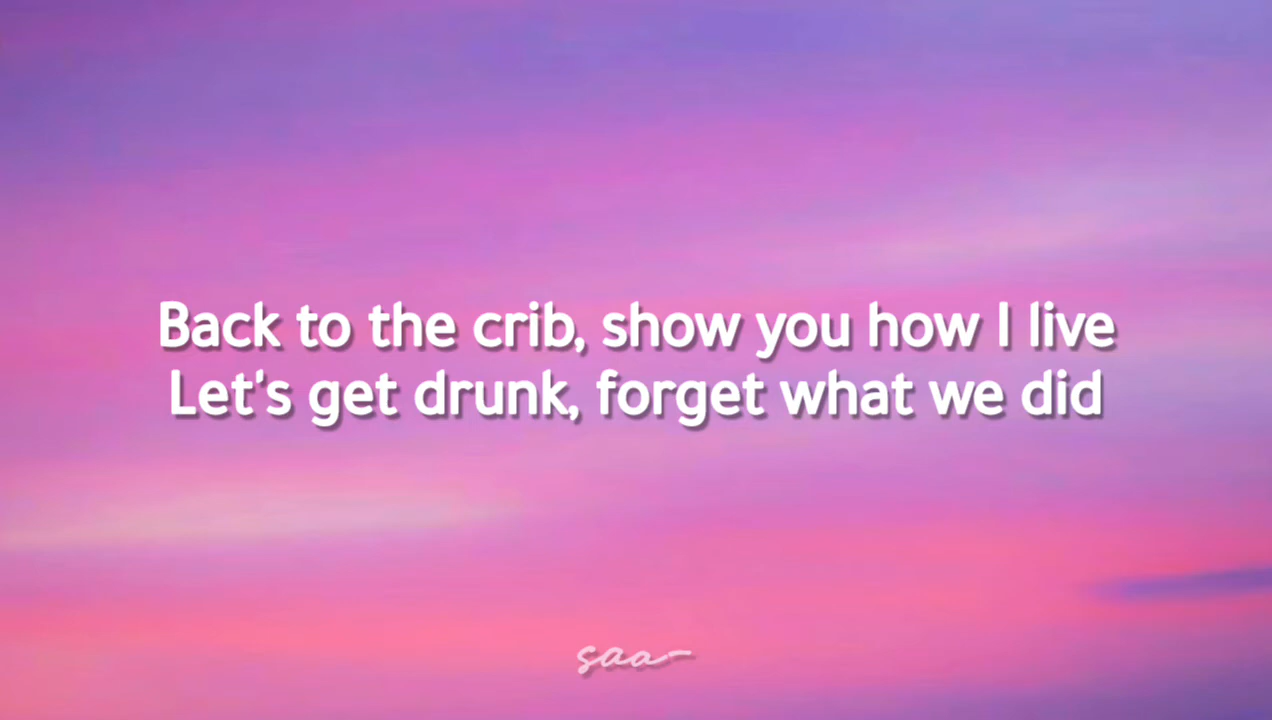 Back to the crib, show you how I live
Let's get drunk, forget what we did
saa-